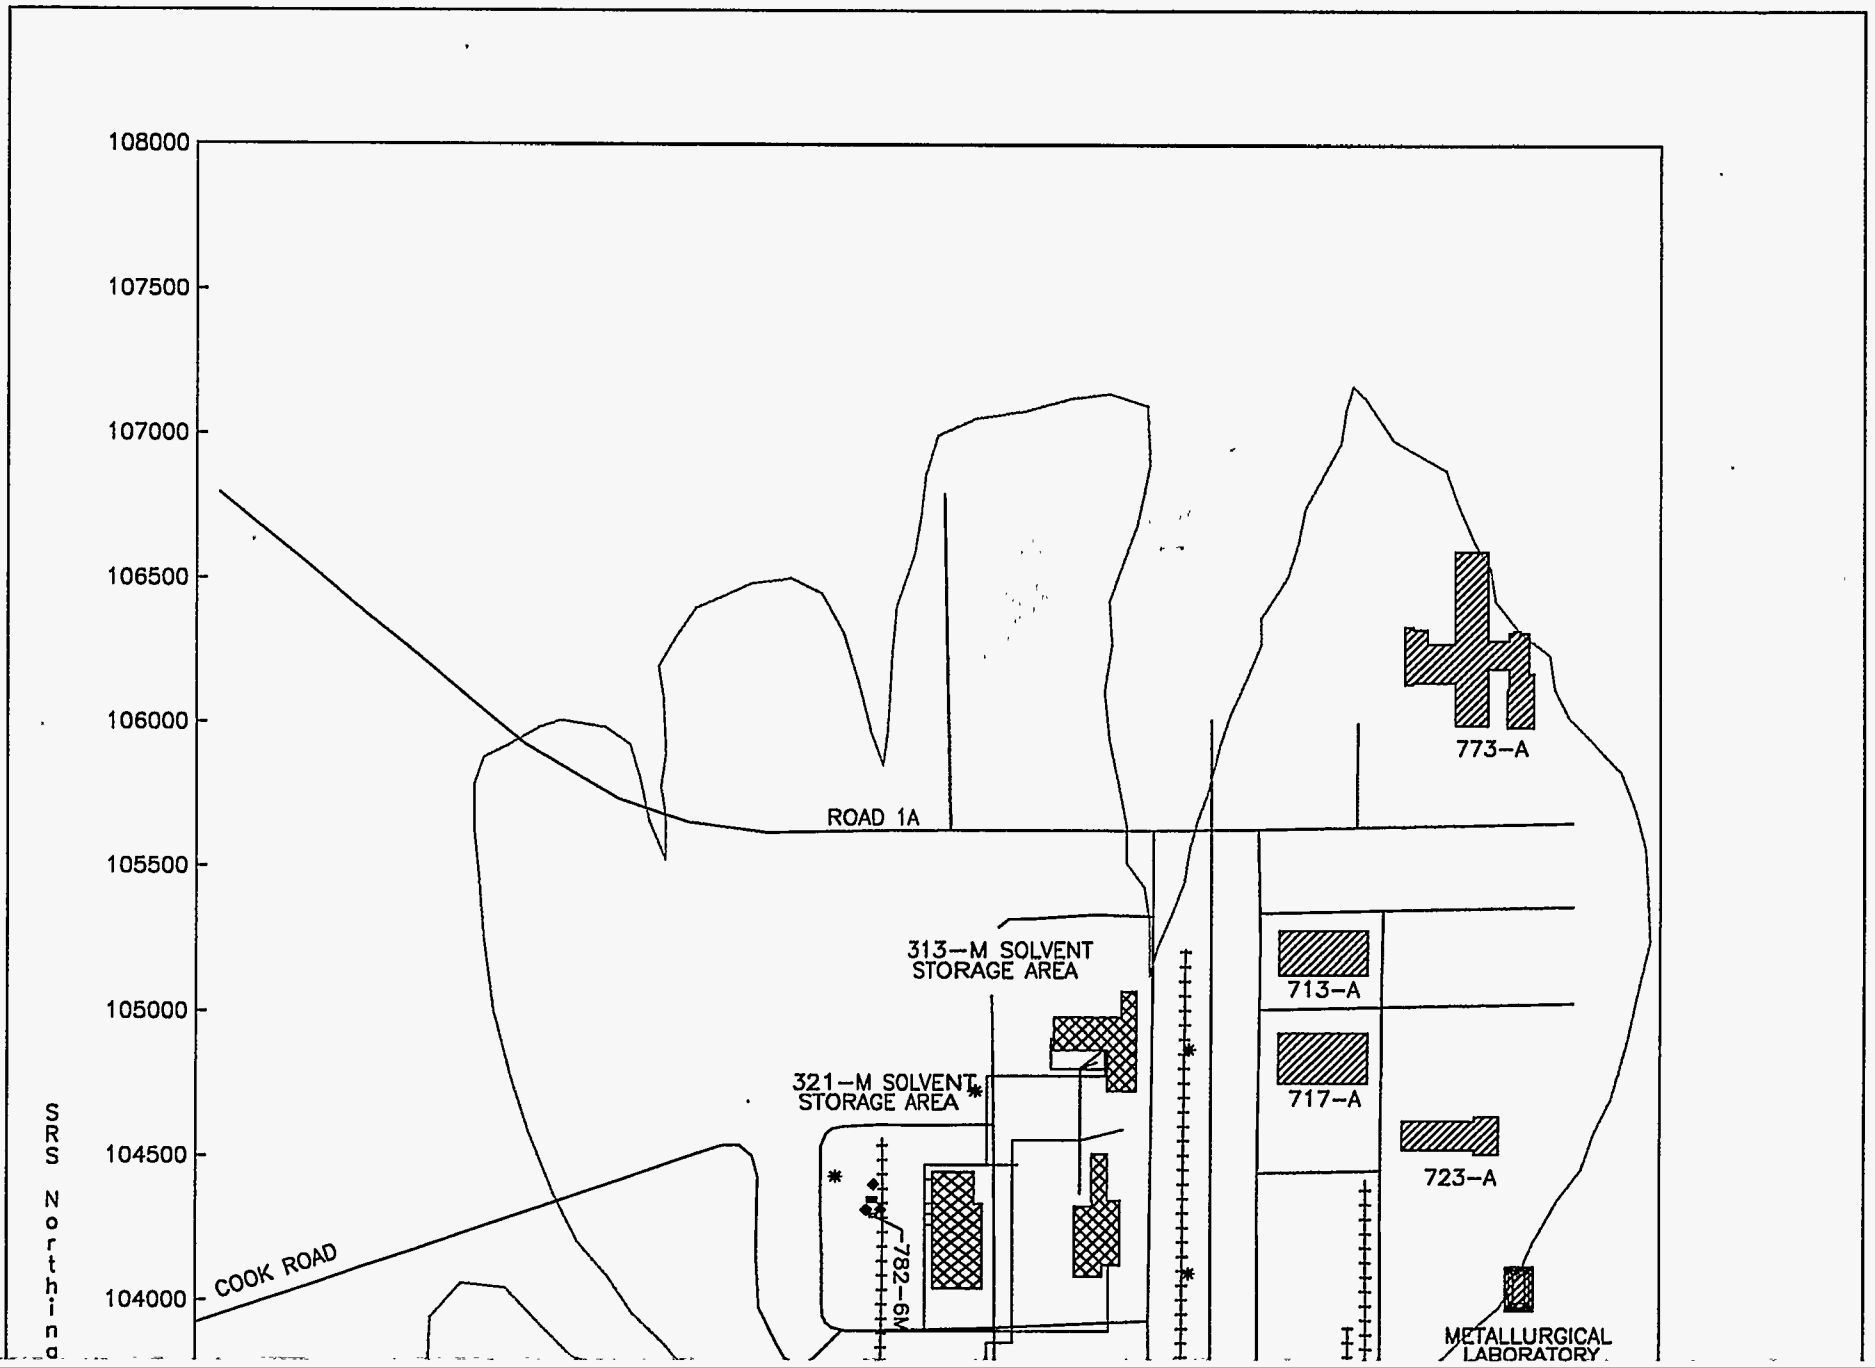 108000
107500
107000
106500
106000
773-A
ROAD 1A
105500
313-M SOLVENT
STORAGE AREA
713-A
105000
321-M SOLVENT
STORAGE AREA
717-A
104500
723-A
782-6M
COOK ROAD
104000
SRS Northing
METALLURGICAL
LABORATORY